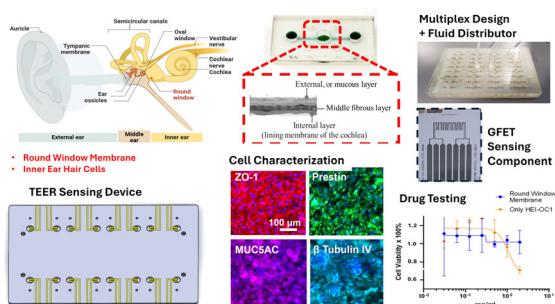 Auricle
Semicircular canals
Tympanic
membrane
Oval
window
Vestibular
nerve
Cochlear
nerve
Cochlea
Ear
ossicles
Round
window
External ear
Middle
ear
Inner ear
• Round Window Membrane
• Inner Ear Hair Cells
External, or mucous layer
Middle fibrous layer
Internal layer
(lining membrane of the cochlea)
Multiplex Design
+ Fluid Distributor
GFET
Sensing
Component
TEER Sensing Device
Cell Characterization
ZO-1
Prestin
100 µm
MUC5AC
β Tubulin IV
Drug Testing
Round Window
Membrane
Only HEI-OC1
Cell Viability x 100%
1.4
1.2
1.0
0.8
0.6
0.4